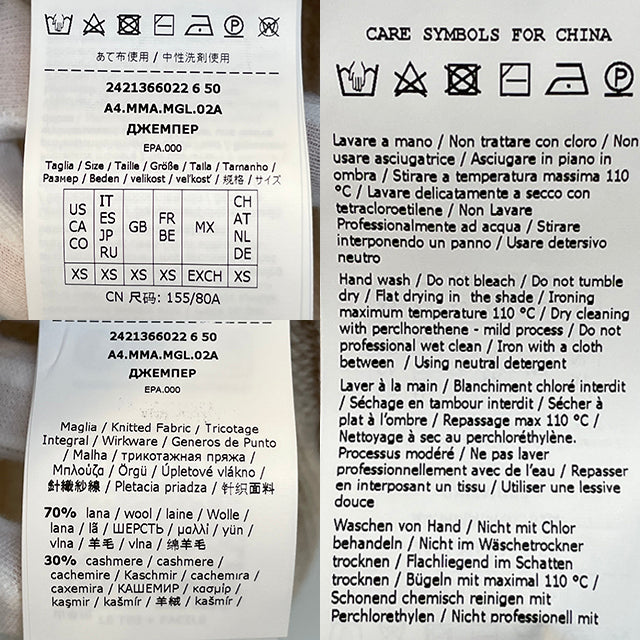 あて布使用 / 中性洗剤使用
2421366022 6 50
A4.MMA.MGL.02A
ДЖЕМПЕР
EPA.000
Taglia / Size / Taille / Größe / Talla / Tamanho /
Размер / Beden / velikost / veľkosť / 规格 / サイズ
US CA CO
IT ES JP RU
GB
FR BE
MX
CH AT NL DE
XS XS XS XS EXCH XS
CN 尺码: 155/80A
2421366022 6 50
A4.MMA.MGL.02A
ДЖЕМПЕР
EPA.000
Maglia / Knitted Fabric / Tricotage
Integral / Wirkware / Generos de Punto
/ Malha / трикотажная пряжа /
Μπλούζα / Örgü / Úpletové vlákno /
針織紗線 / Pletacia priadza / 针织面料
70% lana / wool / laine / Wolle /
lana / lã / ШЕРСТЬ / μαλλί / yün /
vlna / 羊毛 / vlna / 绵羊毛
30% cashmere / cashmere /
cachemire / Kaschmir / cachemira /
caxemira / КАШЕМИР / κασμίρ /
kaşmir / kašmír / 羊絨 / kašmír /
CARE SYMBOLS FOR CHINA
Lavare a mano / Non trattare con cloro / Non
usare asciugatrice / Asciugare in piano in
ombra / Stirare a temperatura massima 110
°C / Lavare delicatamente a secco con
tetracloroetilene / Non Lavare
Professionalmente ad acqua / Stirare
interponendo un panno / Usare detersivo
neutro
Hand wash / Do not bleach / Do not tumble
dry / Flat drying in the shade / Ironing
maximum temperature 110 °C / Dry cleaning
with perclhorethene - mild process / Do not
professional wet clean / Iron with a cloth
between / Using neutral detergent
Laver à la main / Blanchiment chloré interdit
/ Séchage en tambour interdit / Sécher à
plat à l'ombre / Repassage max 110 °C /
Nettoyage à sec au perchloréthylène.
Processus modéré / Ne pas laver
professionnellement avec de l'eau / Repasser
en interposant un tissu / Utiliser une lessive
douce
Waschen von Hand / Nicht mit Chlor
behandeln / Nicht im Wäschetrockner
trocknen / Flachliegend im Schatten
trocknen / Bügeln mit maximal 110 °C /
Schonend chemisch reinigen mit
Perchlorethylen / Nicht professionell mit